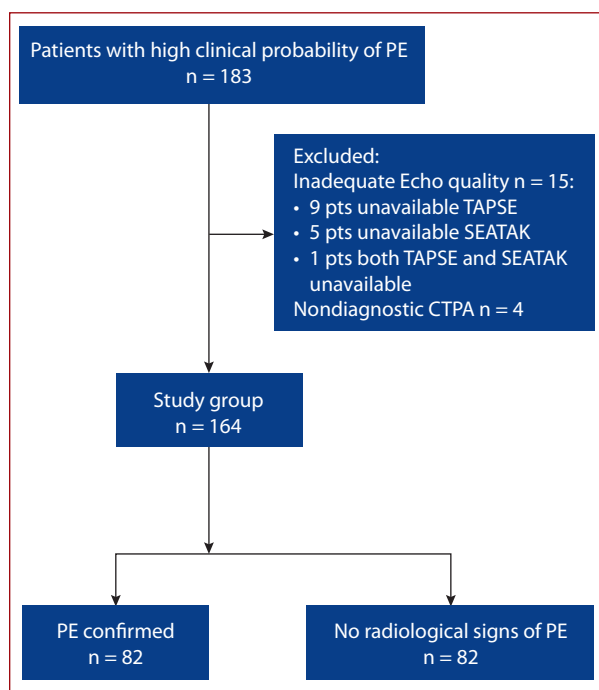 Patients with high clinical probability of PE
n = 183
Excluded:
Inadequate Echo quality n = 15:
• 9 pts unavailable TAPSE
• 5 pts unavailable SEATAK
• 1 pts both TAPSE and SEATAK
unavailable
Nondiagnostic CTPA n = 4
Study group
n = 164
PE confirmed
n = 82
No radiological signs of PE
n = 82